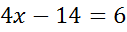 4x − 14 = 6